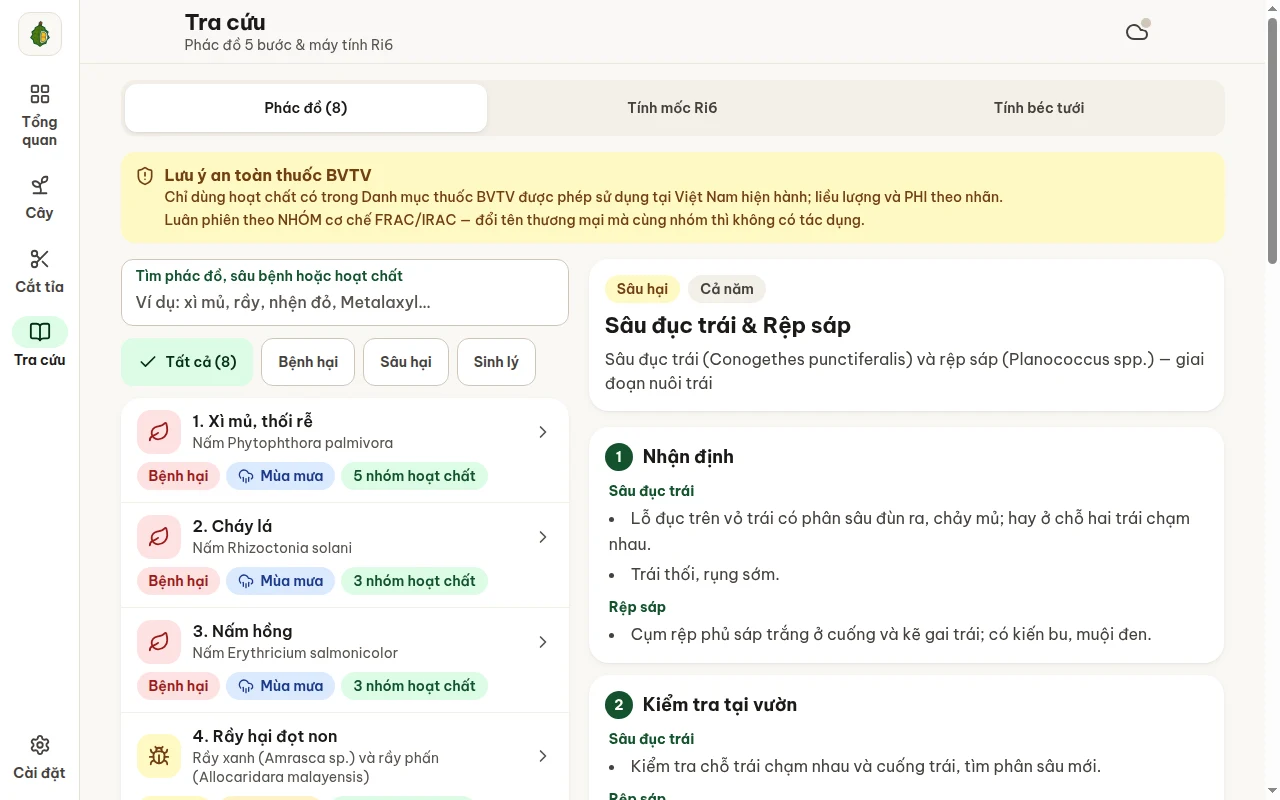 Tra cứu
Phác đồ 5 bước & máy tính Ri6
Tổng
quan
Cây
Cắt tỉa
Tra cứu
Cài đặt
Phác đồ (8)
Tính mốc Ri6
Tính béc tưới
Lưu ý an toàn thuốc BVTV
Chỉ dùng hoạt chất có trong Danh mục thuốc BVTV được phép sử dụng tại Việt Nam hiện hành; liều lượng và PHI theo nhãn.
Luân phiên theo NHÓM cơ chế FRAC/IRAC — đổi tên thương mại mà cùng nhóm thì không có tác dụng.
Tìm phác đồ, sâu bệnh hoặc hoạt chất
Ví dụ: xì mủ, rầy, nhện đỏ, Metalaxyl...
Tất cả (8)
Bệnh hại
Sâu hại
Sinh lý
1. Xì mủ, thối rễ
Nấm Phytophthora palmivora
Bệnh hại
Mùa mưa
5 nhóm hoạt chất
2. Cháy lá
Nấm Rhizoctonia solani
Bệnh hại
Mùa mưa
3 nhóm hoạt chất
3. Nấm hồng
Nấm Erythricium salmonicolor
Bệnh hại
Mùa mưa
3 nhóm hoạt chất
4. Rầy hại đọt non
Rầy xanh (Amrasca sp.) và rầy phấn
(Allocaridara malayensis)
Sâu hại
Cả năm
Sâu đục trái & Rệp sáp
Sâu đục trái (Conogethes punctiferalis) và rệp sáp (Planococcus spp.) — giai
đoạn nuôi trái
1
Nhận định
Sâu đục trái
• Lỗ đục trên vỏ trái có phân sâu đùn ra, chảy mủ; hay ở chỗ hai trái chạm
nhau.
• Trái thối, rụng sớm.
Rệp sáp
• Cụm rệp phủ sáp trắng ở cuống và kẽ gai trái; có kiến bu, muội đen.
2
Kiểm tra tại vườn
Sâu đục trái
• Kiểm tra chỗ trái chạm nhau và cuống trái, tìm phân sâu mới.
Rệp sáp